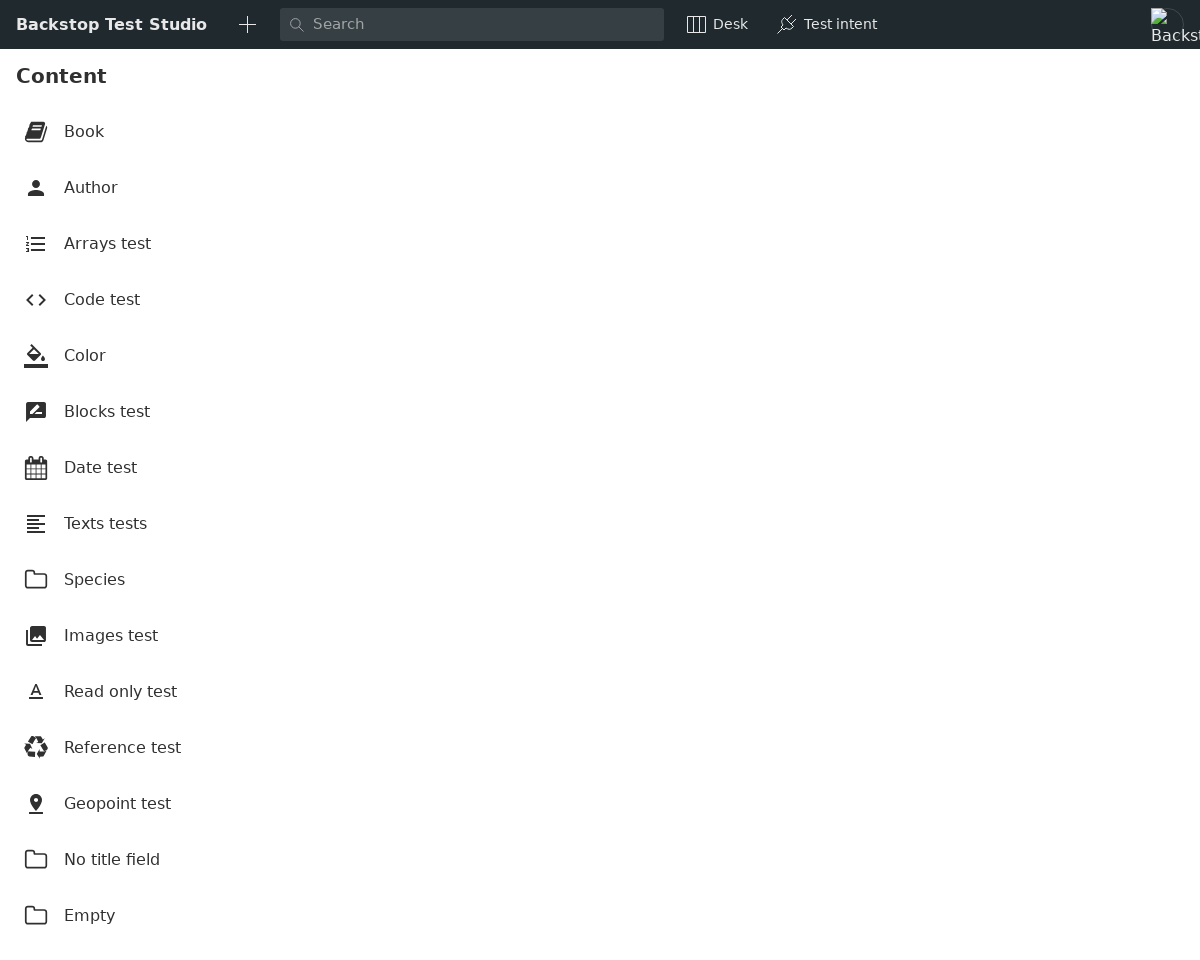 Backstop Test Studio
Search
Desk
Test intent
Backst
Content
Book
Author
Arrays test
Code test
Color
Blocks test
Date test
Texts tests
Species
Images test
Read only test
Reference test
Geopoint test
No title field
Empty